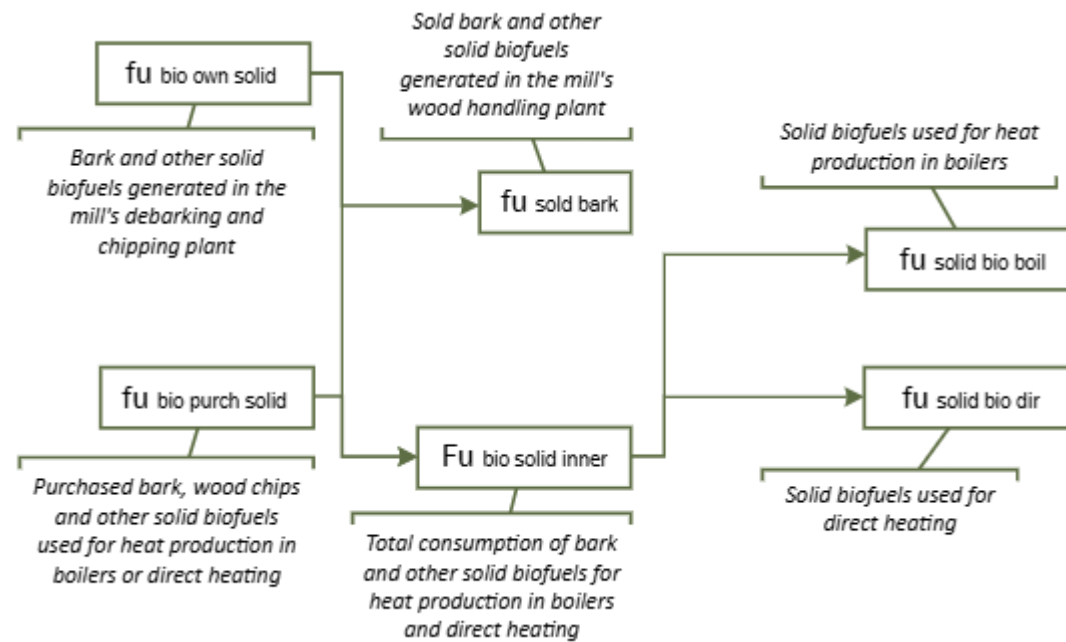 fu bio own solid
Bark and other solid
biofuels generated in the
mill's debarking and
chipping plant
Sold bark and other
solid biofuels
generated in the mill's
wood handling plant
fu sold bark
Solid biofuels used for heat
production in boilers
fu solid bio boil
fu bio purch solid
Purchased bark, wood chips
and other solid biofuels
used for heat production in
boilers or direct heating
Fu bio solid inner
Total consumption of bark
and other solid biofuels for
heat production in boilers
and direct heating
fu solid bio dir
Solid biofuels used for
direct heating